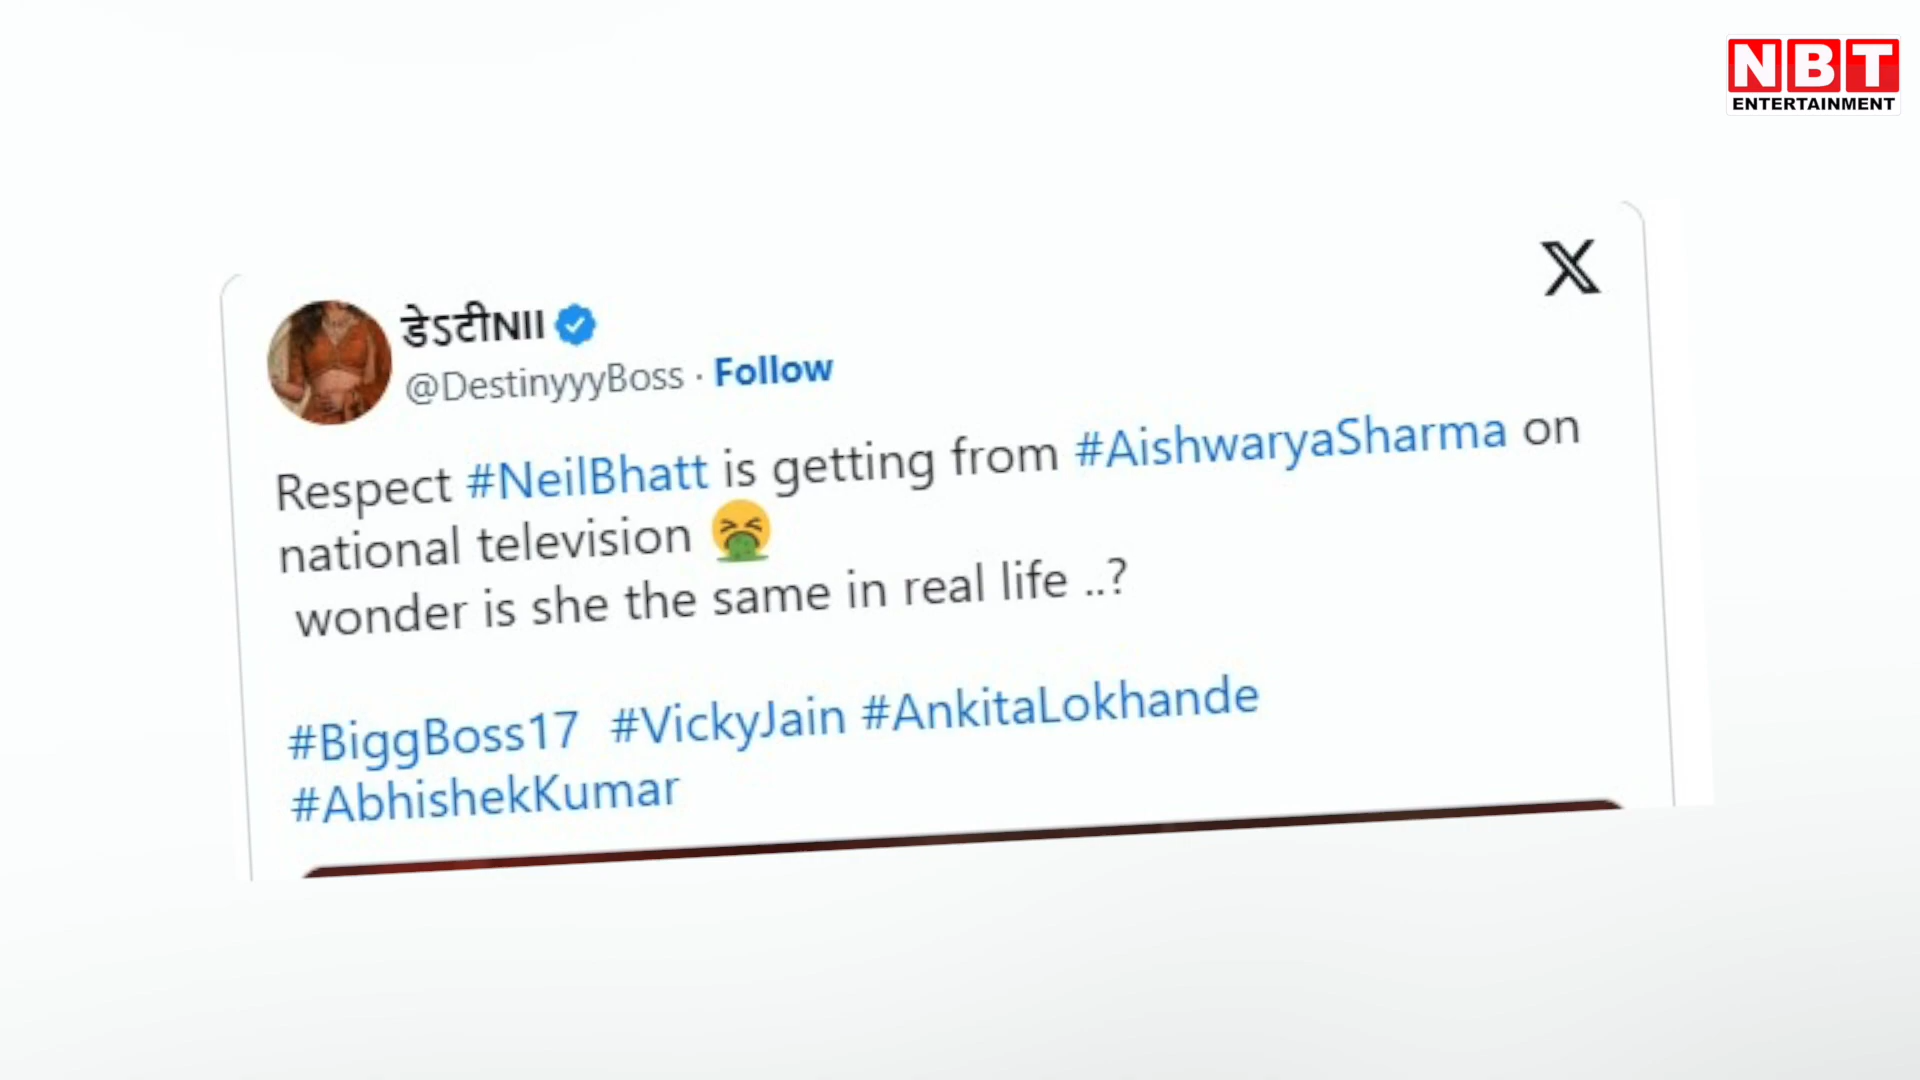 NBT
ENTERTAINMENT
डेsटीNII
@DestinyyyBoss · Follow
Respect #NeilBhatt is getting from #AishwaryaSharma on
national television 🤮
wonder is she the same in real life ..?
#BiggBoss17 #VickyJain #AnkitaLokhande
#AbhishekKumar